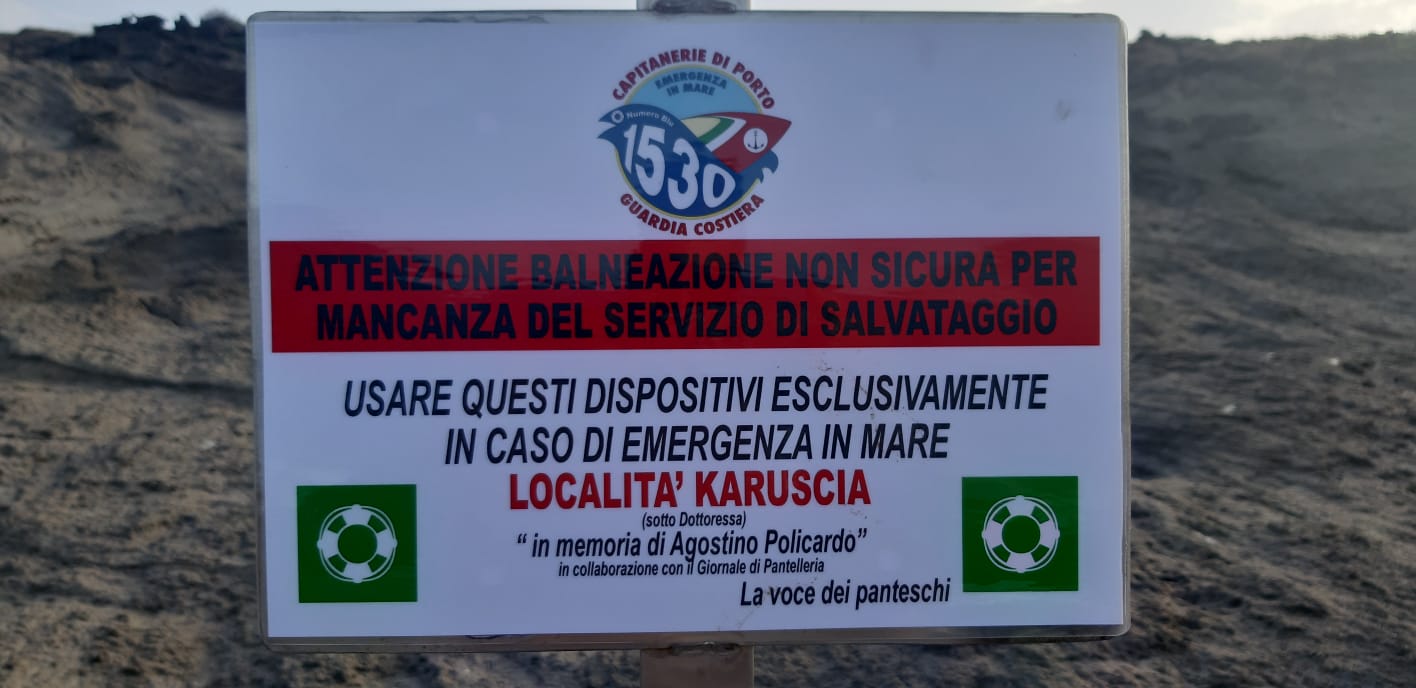 CAPITANERIE DI PORTO
EMERGENZA
IN MARE
Numero Blu
1530
GUARDIA COSTIERA
ATTENZIONE BALNEAZIONE NON SICURA PER
MANCANZA DEL SERVIZIO DI SALVATAGGIO
USARE QUESTI DISPOSITIVI ESCLUSIVAMENTE
IN CASO DI EMERGENZA IN MARE
LOCALITA' KARUSCIA
(sotto Dottoressa)
“ in memoria di Agostino Policardo”
in collaborazione con il Giornale di Pantelleria
La voce dei panteschi